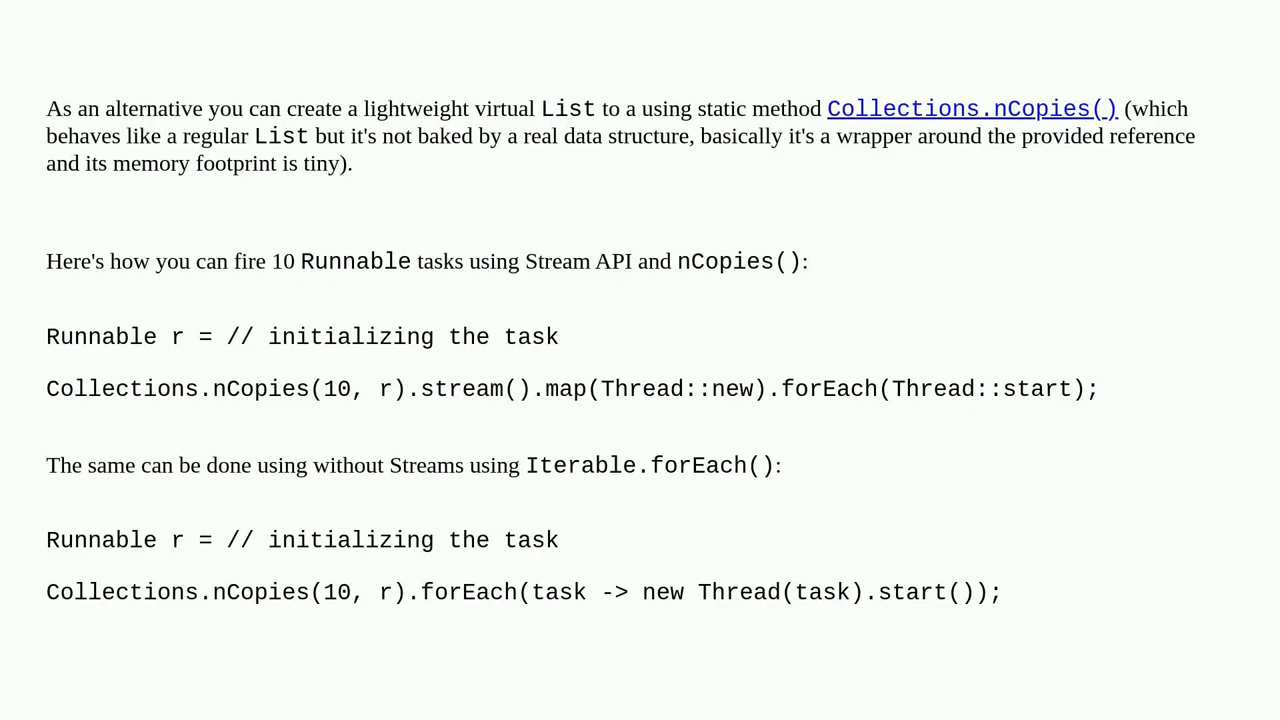 As an alternative you can create a lightweight virtual List to a using static method Collections.nCopies() (which
behaves like a regular List but it's not baked by a real data structure, basically it's a wrapper around the provided reference
and its memory footprint is tiny).
Here's how you can fire 10 Runnable tasks using Stream API and nCopies():
Runnable r = // initializing the task
Collections.nCopies(10, r).stream().map(Thread::new).forEach(Thread::start);
The same can be done using without Streams using Iterable.forEach():
Runnable r = // initializing the task
Collections.nCopies(10, r).forEach(task -> new Thread(task).start());